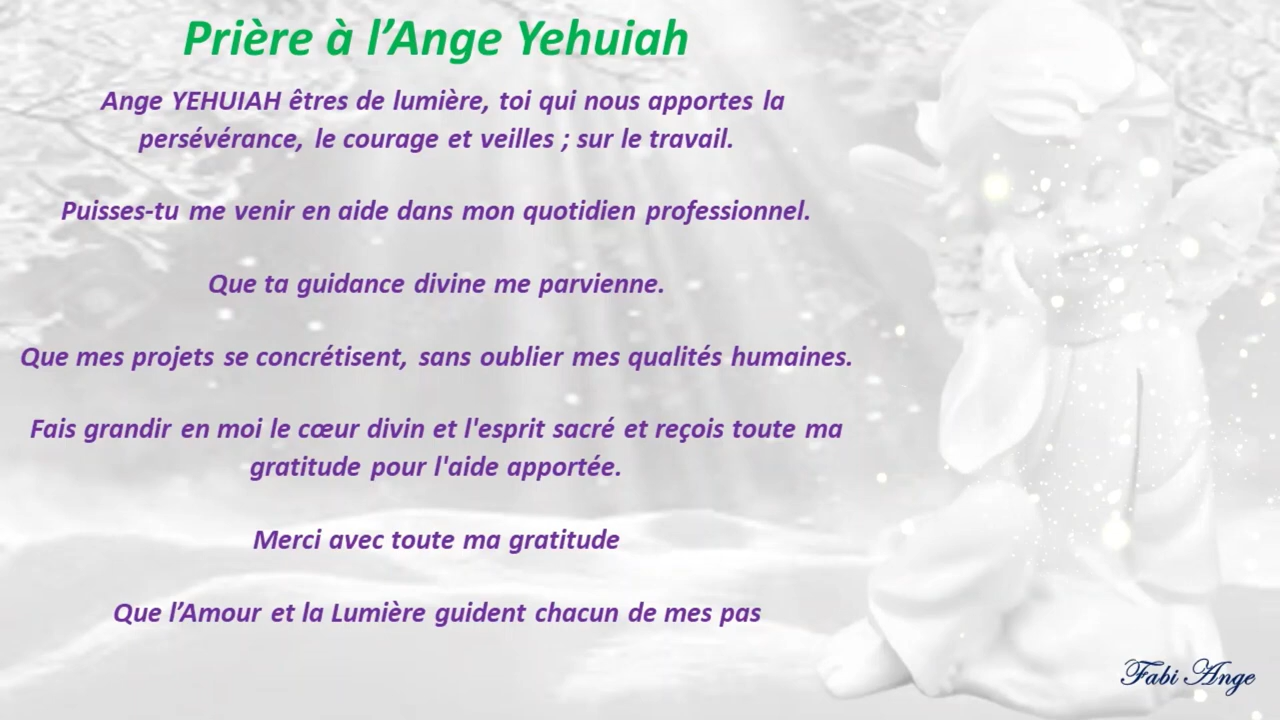 Prière à l’Ange Yehuiah
Ange YEHUIAH êtres de lumière, toi qui nous apportes la
persévérance, le courage et veilles ; sur le travail.
Puisses-tu me venir en aide dans mon quotidien professionnel.
Que ta guidance divine me parvienne.
Que mes projets se concrétisent, sans oublier mes qualités humaines.
Fais grandir en moi le cœur divin et l'esprit sacré et reçois toute ma
gratitude pour l'aide apportée.
Merci avec toute ma gratitude
Que l’Amour et la Lumière guident chacun de mes pas
Fabi Ange